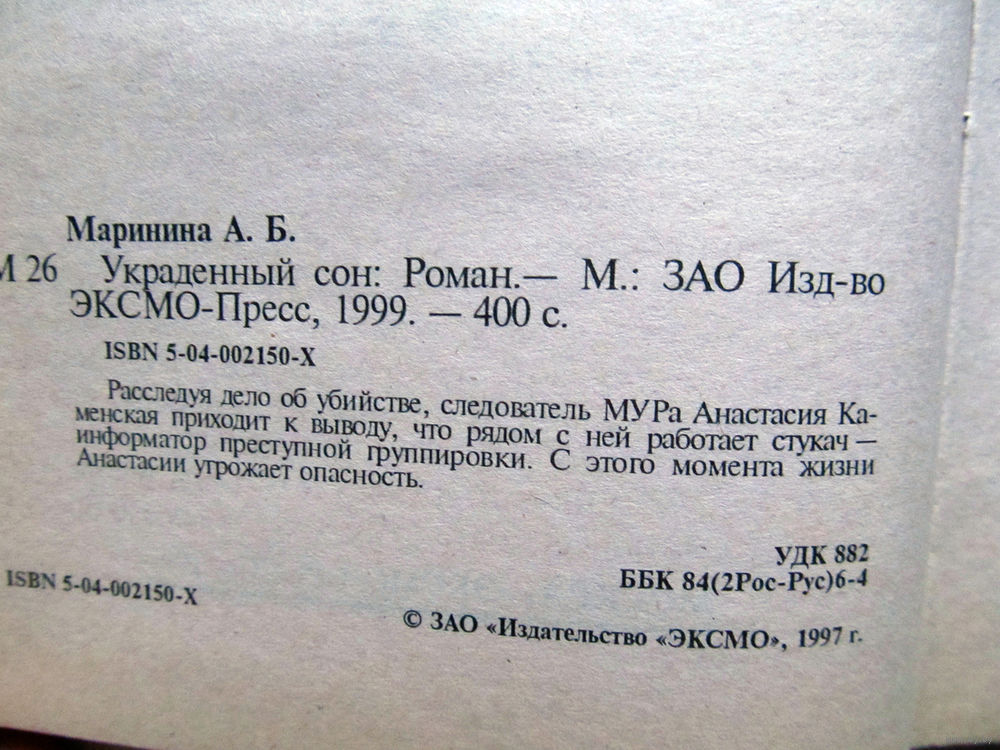 Маринина А. Б.
М 26 Украденный сон: Роман.— М.: ЗАО Изд-во
ЭКСМО-Пресс, 1999. — 400 с.
ISBN 5-04-002150-X
Расследуя дело об убийстве, следователь МУРа Анастасия Ка-
менская приходит к выводу, что рядом с ней работает стукач —
информатор преступной группировки. С этого момента жизни
Анастасии угрожает опасность.
УДК 882
ББК 84(2Рос-Рус)6-4
ISBN 5-04-002150-X
© ЗАО «Издательство «ЭКСМО», 1997 г.